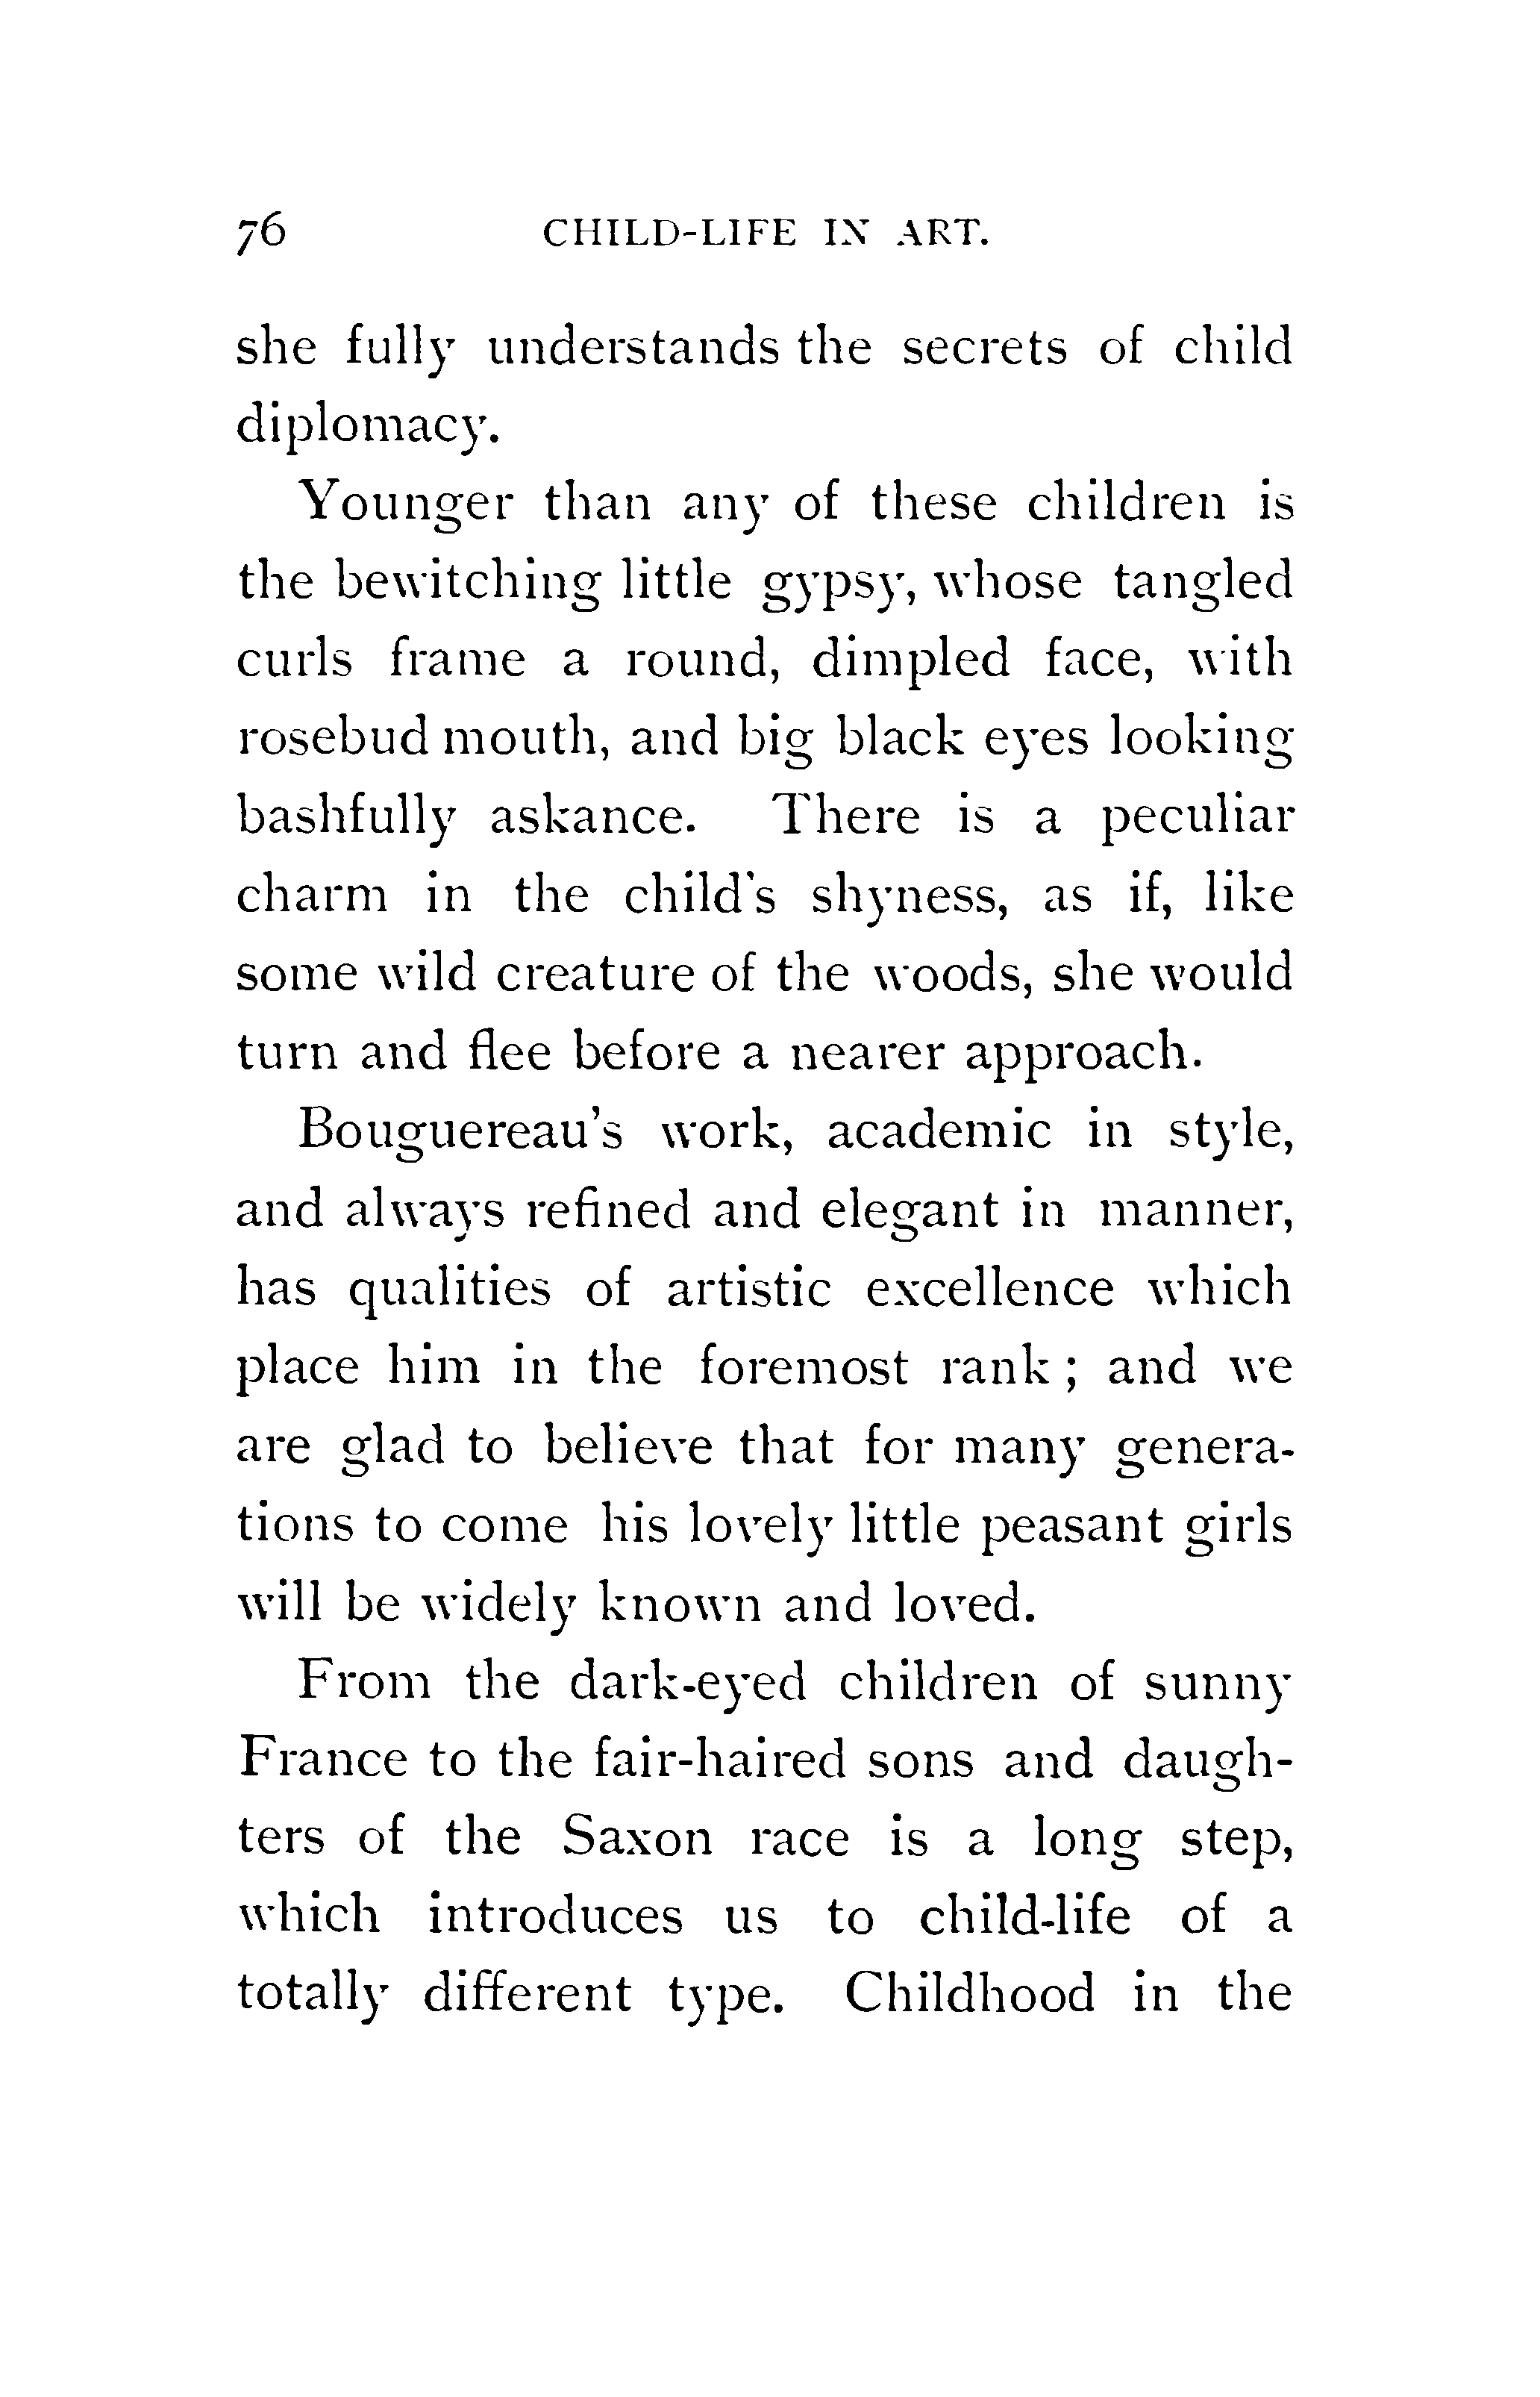 76 CHILD-LIFE IN ART.
she fully understands the secrets of child
diplomacy.
Younger than any of these children is
the bewitching little gypsy, whose tangled
curls frame a round, dimpled face, with
rosebud mouth, and big black eyes looking
bashfully askance. There is a peculiar
charm in the child's shyness, as if, like
some wild creature of the woods, she would
turn and flee before a nearer approach.
Bouguereau's work, academic in style,
and always refined and elegant in manner,
has qualities of artistic excellence which
place him in the foremost rank; and we
are glad to believe that for many genera-
tions to come his lovely little peasant girls
will be widely known and loved.
From the dark-eyed children of sunny
France to the fair-haired sons and daugh-
ters of the Saxon race is a long step,
which introduces us to child-life of a
totally different type. Childhood in the